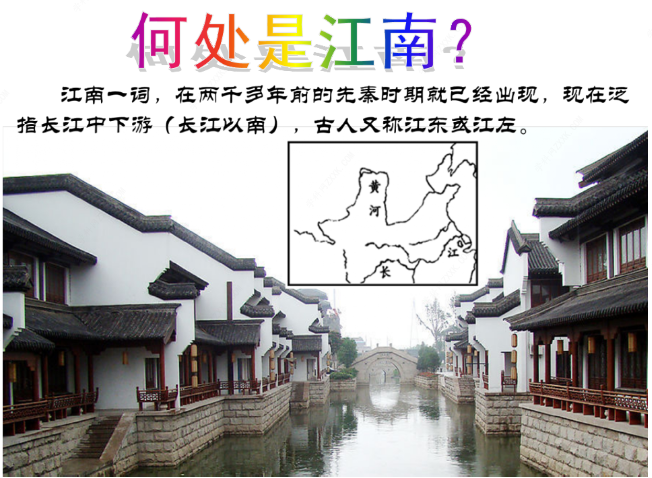 何处是江南？
江南一词，在两千多年前的先秦时期就已经出现，现在泛
指长江中下游（长江以南），古人又称江东或江左。
黄
河
江
长